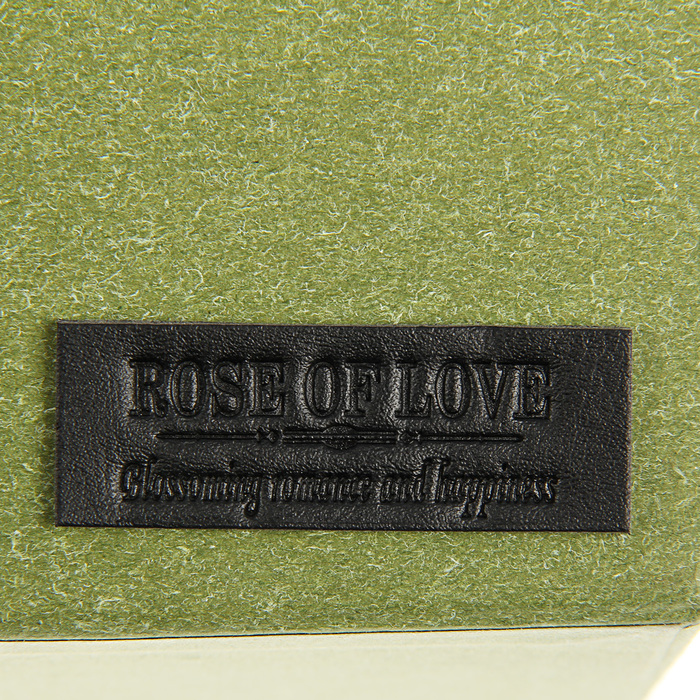 ROSE OF LOVE
Blossoming romance and happiness